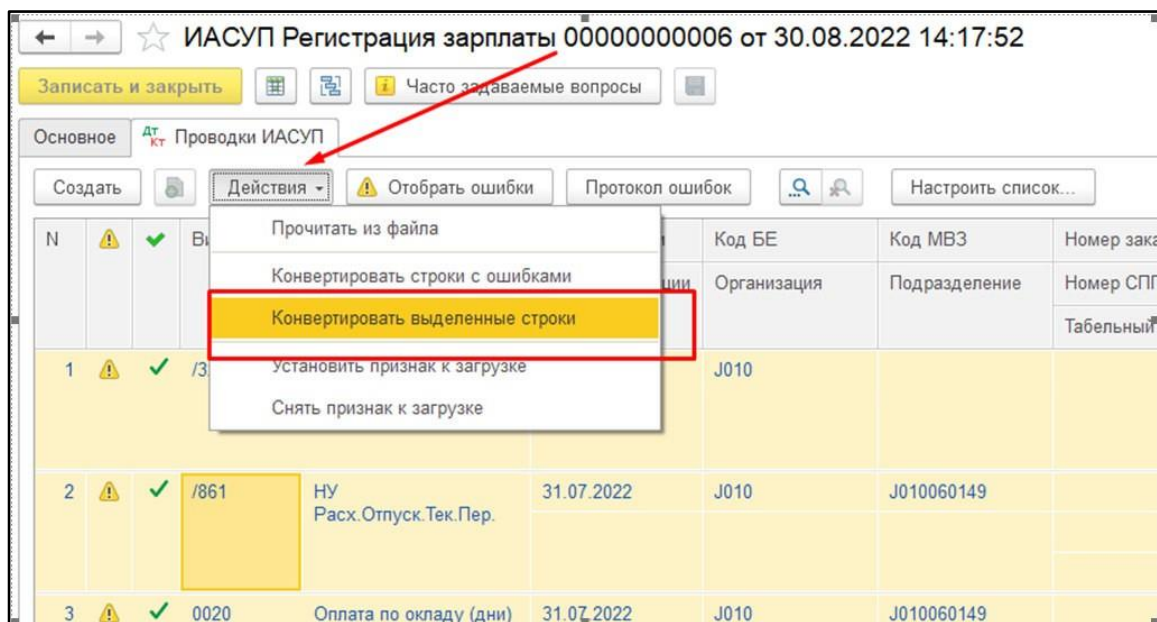 ИАСУП Регистрация зарплаты 00000000006 от 30.08.2022 14:17:52
Записать и закрыть Часто задаваемые вопросы
Основное Дт Кт Проводки ИАСУП
Создать Действия Отобрать ошибки Протокол ошибок Настроить список...
Прочитать из файла
Конвертировать строки с ошибками
Конвертировать выделенные строки
Установить признак к загрузке
Снять признак к загрузке
N Код БЕ Код МВЗ Номер
Организация Подразделение Номер
Табельный
1 J010
2 /861 НУ 31.07.2022 J010 J010060149
Расх.Отпуск.Тек.Пер.
3 0020 Оплата по окладу (дни) 31.07.2022 J010 J010060149